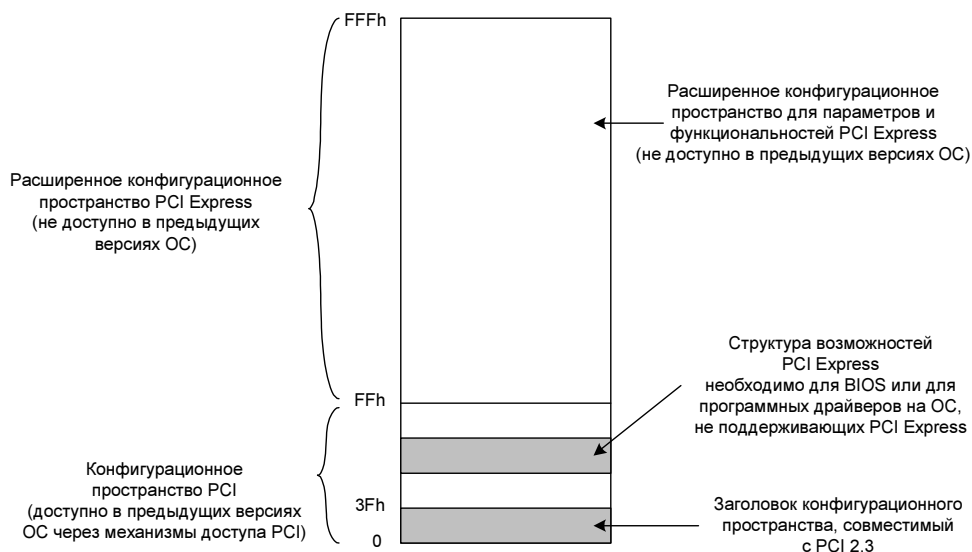 FFFh
Расширенное конфигурационное
пространство для параметров и
функциональностей PCI Express
(не доступно в предыдущих версиях ОС)
Расширенное конфигурационное
пространство PCI Express
(не доступно в предыдущих
версиях ОС)
Структура возможностей
PCI Express
необходимо для BIOS или для
программных драйверов на ОС,
не поддерживающих PCI Express
FFh
Конфигурационное
пространство PCI
(доступно в предыдущих версиях
ОС через механизмы доступа PCI)
3Fh
0
Заголовок конфигурационного
пространства, совместимый
с PCI 2.3